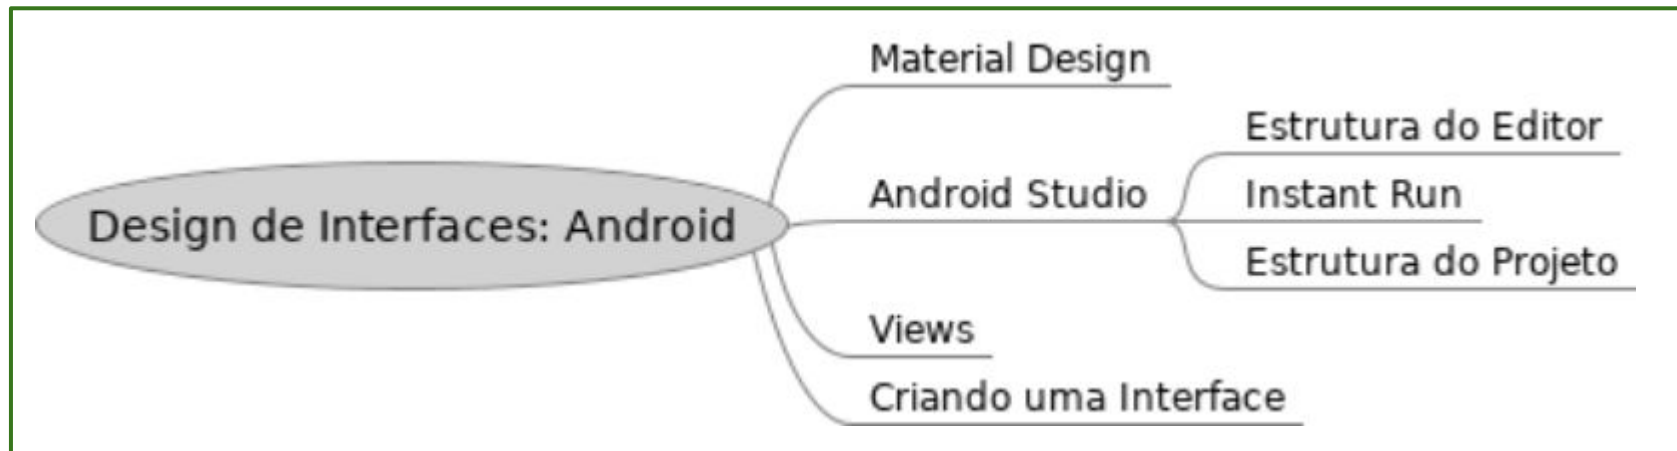 Design de Interfaces: Android
Material Design
Android Studio
Estrutura do Editor
Instant Run
Estrutura do Projeto
Views
Criando uma Interface